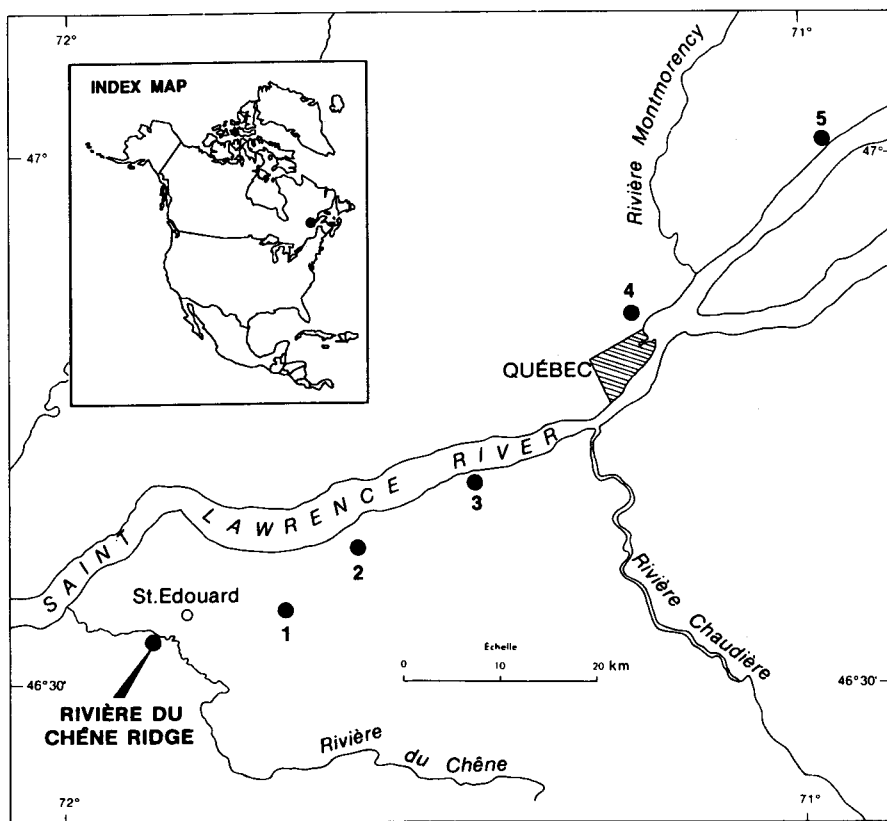 72°
71°
INDEX MAP
47°
47°
Rivière Montmorency
5
4
QUÉBEC
SAINT LAWRENCE RIVER
3
2
St.Edouard
1
Échelle
0 10 20 km
Rivière Chaudière
46°30'
46°30'
RIVIÈRE DU
CHÊNE RIDGE
Rivière
du Chêne
72°
71°